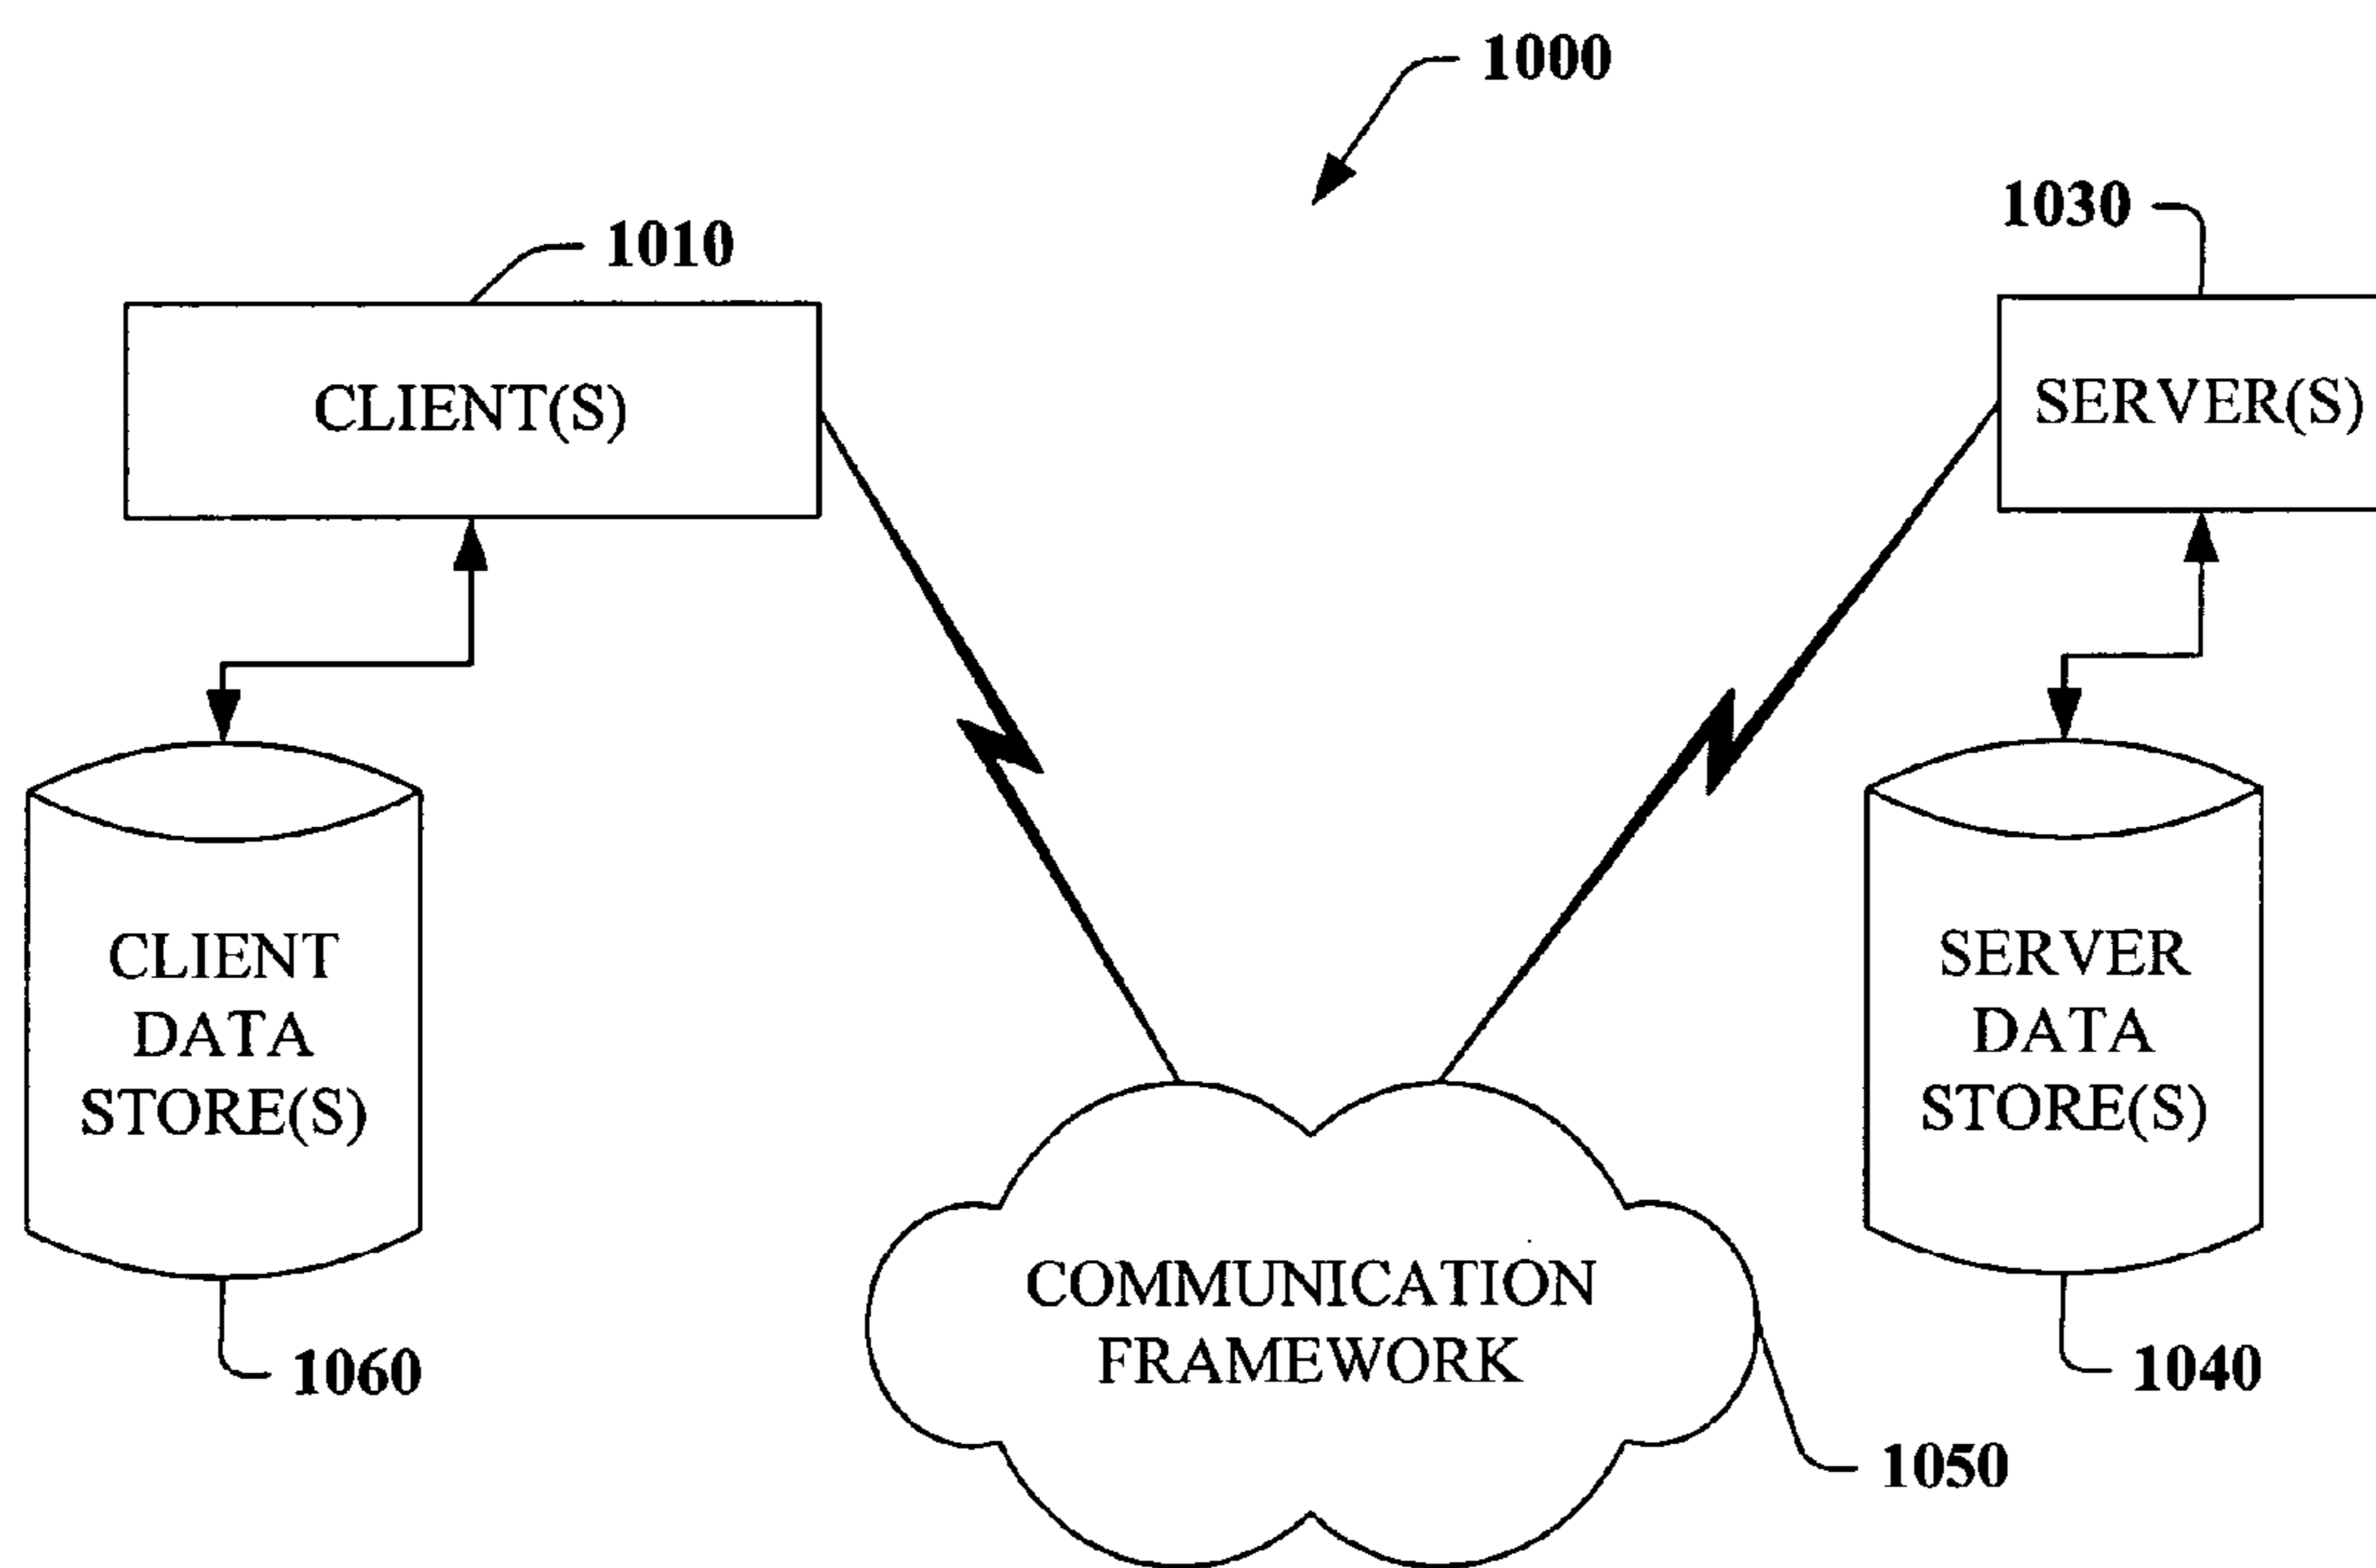 1000
1010
1030
CLIENT(S)
SERVER(S)
CLIENT
DATA
STORE(S)
SERVER
DATA
STORE(S)
COMMUNICATION
FRAMEWORK
1060
1040
1050